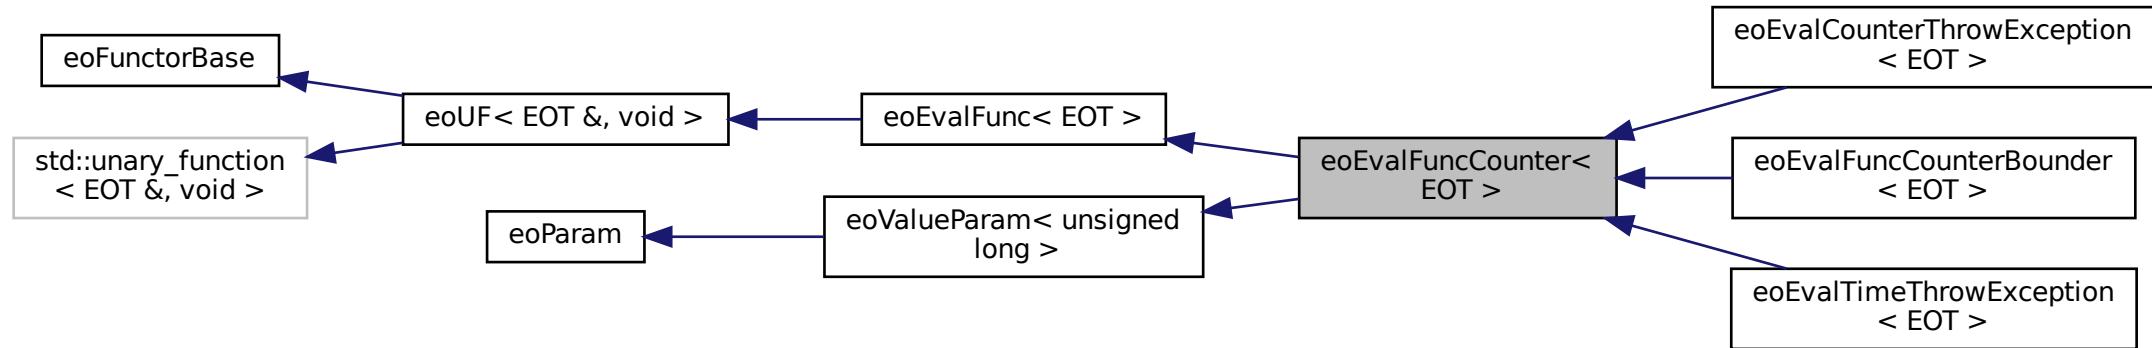 eoFunctorBase
std::unary_function
< EOT &, void >
eoUF< EOT &, void >
eoParam
eoEvalFunc< EOT >
eoValueParam< unsigned
long >
eoEvalFuncCounter<
EOT >
eoEvalCounterThrowException
< EOT >
eoEvalFuncCounterBounder
< EOT >
eoEvalTimeThrowException
< EOT >